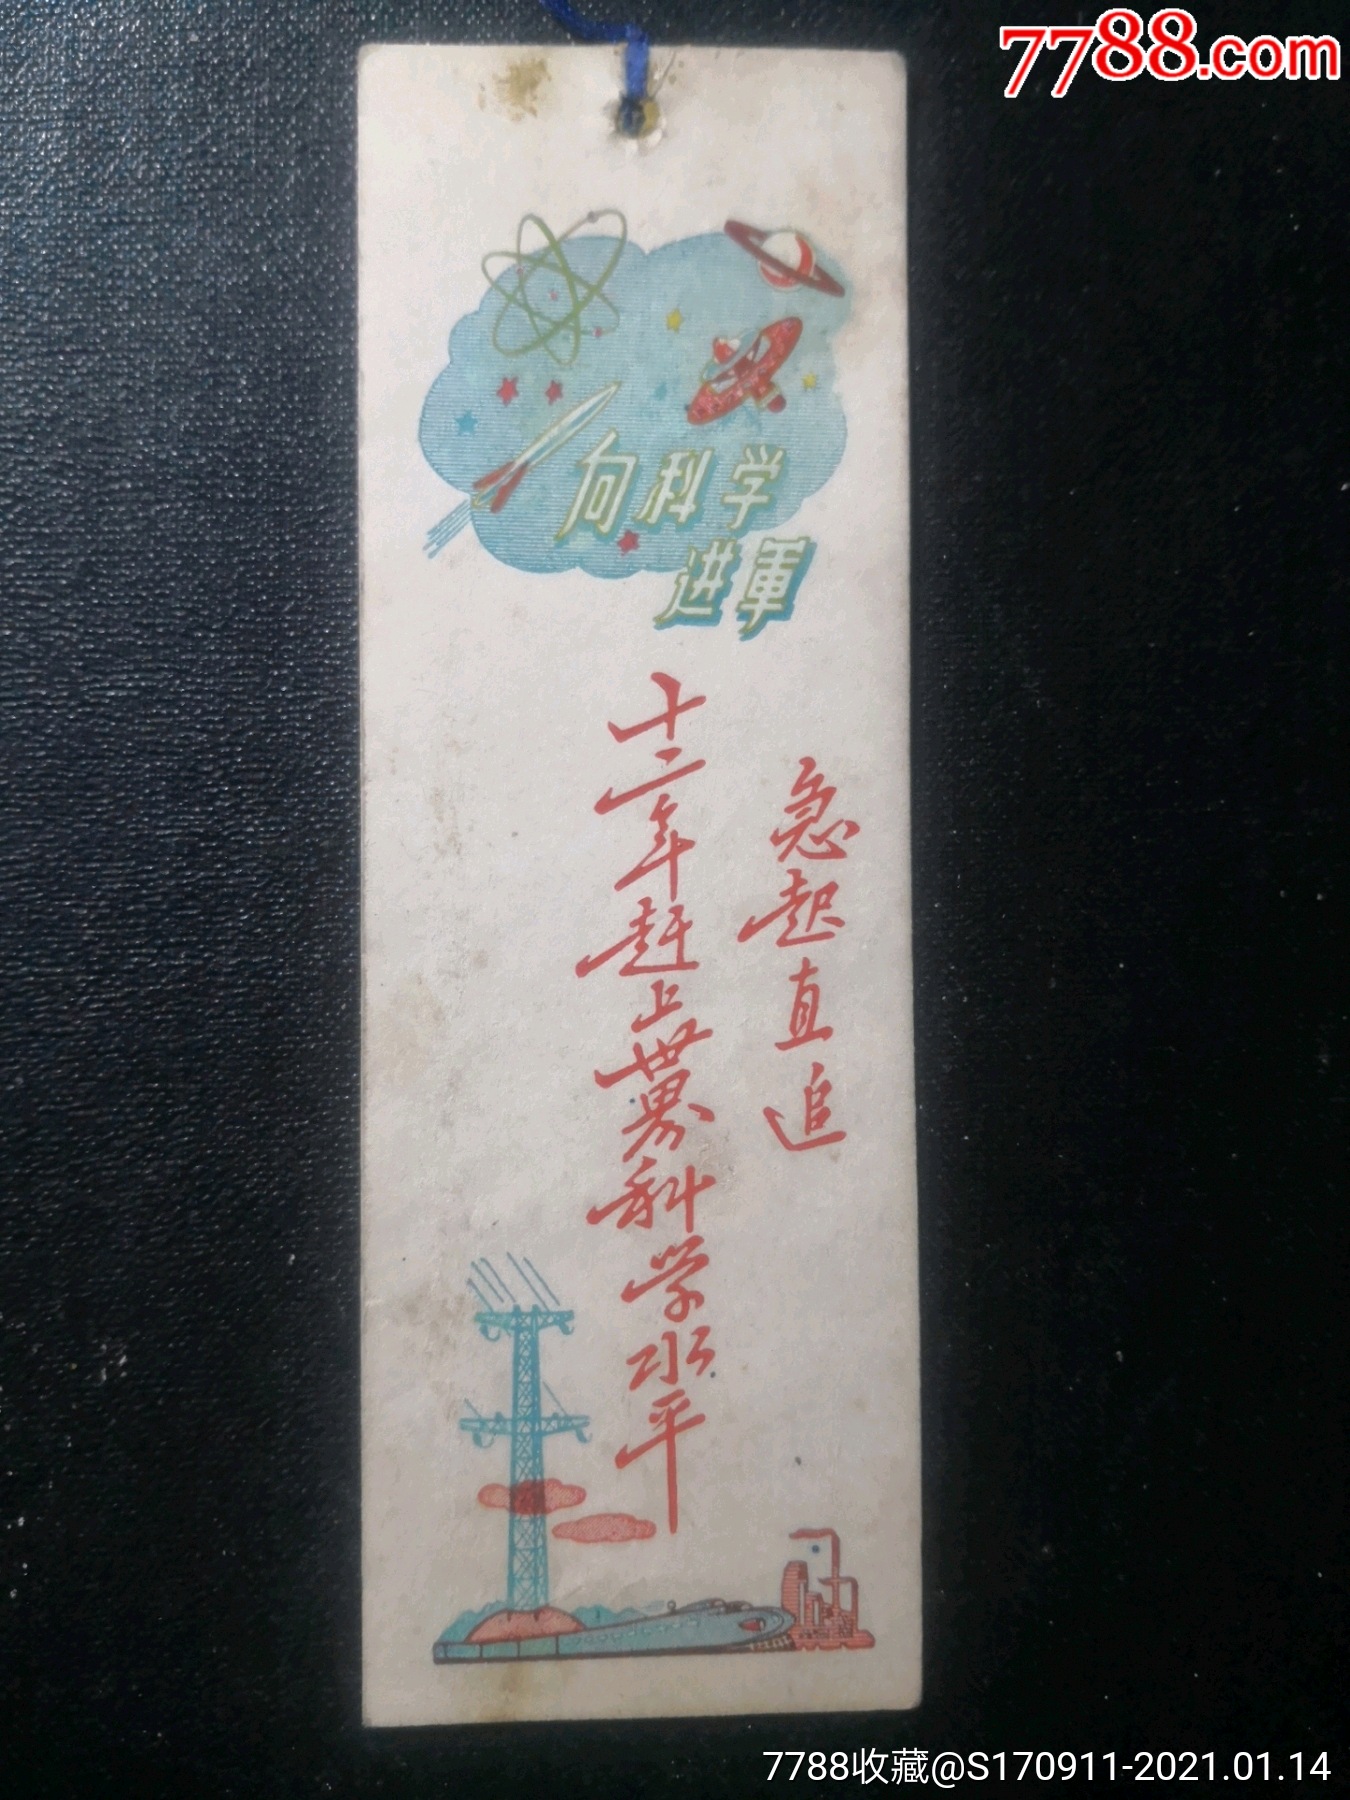 7788.com
向科学
进軍
急起直追
十二年赶上世界科学水平
7788收藏@S170911-2021.01.14